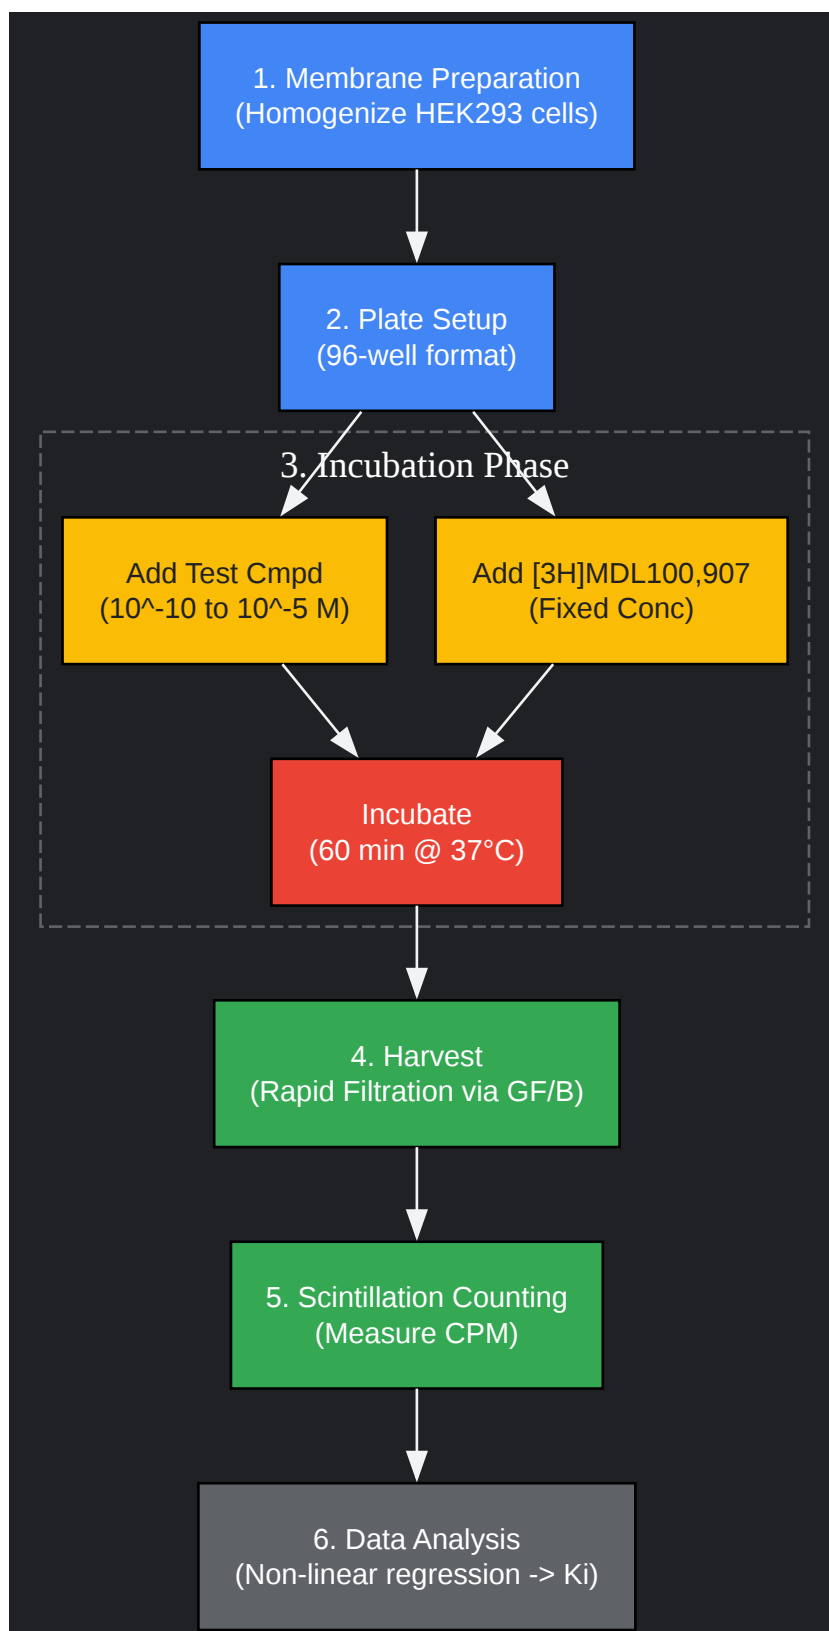 1. Membrane Preparation
(Homogenize HEK293 cells)
2. Plate Setup
(96-well format)
3. Incubation Phase
Add Test Cmpd
(10^-10 to 10^-5 M)
Add [3H]MDL100,907
(Fixed Conc)
Incubate
(60 min @ 37°C)
4. Harvest
(Rapid Filtration via GF/B)
5. Scintillation Counting
(Measure CPM)
6. Data Analysis
(Non-linear regression -> Ki)